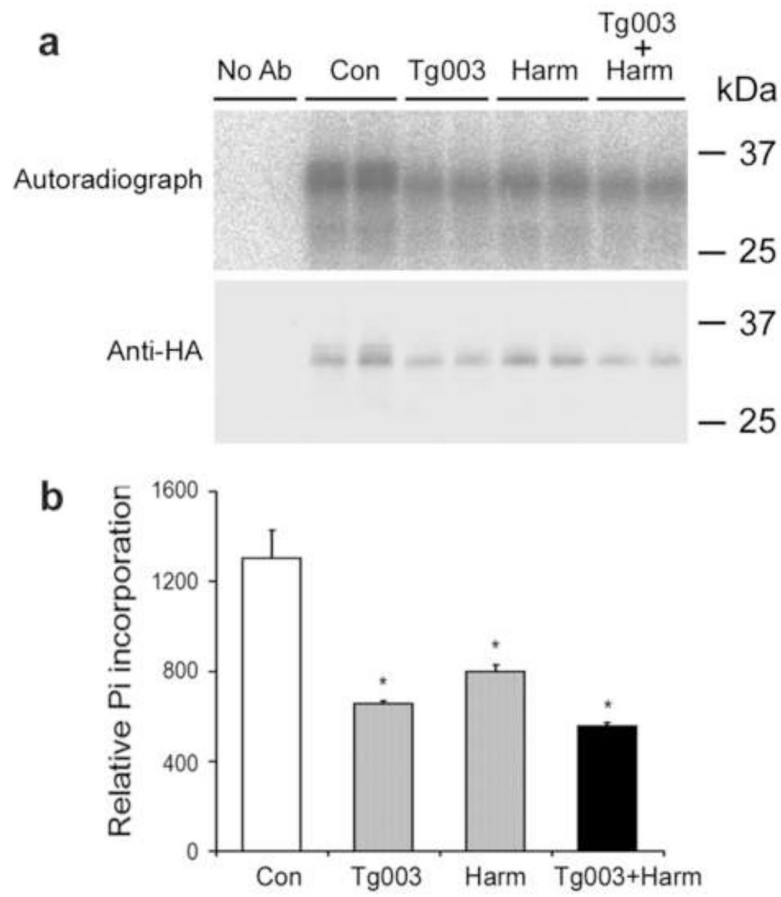 a
No Ab Con Tg003 Harm Tg003
+
Harm
kDa
Autoradiograph
37
25
Anti-HA
37
25
b
Relative Pi incorporation
1600
1200
800
400
0
*
*
*
Con Tg003 Harm Tg003+Harm